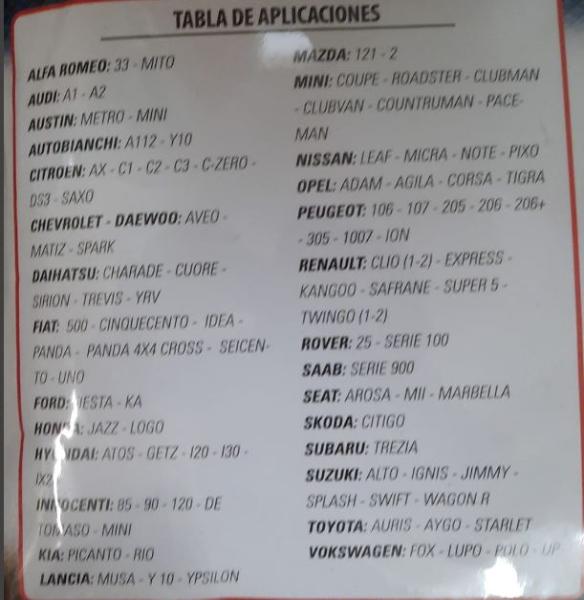 TABLA DE APLICACIONES
ALFA ROMEO: 33 - MITO
AUDI: A1 - A2
AUSTIN: METRO - MINI
AUTOBIANCHI: A112 - Y10
CITROEN: AX - C1 - C2 - C3 - C-ZERO -
DS3 - SAXO
CHEVROLET - DAEWOO: AVEO -
MATIZ - SPARK
DAIHATSU: CHARADE - CUORE -
SIRION - TREVIS - YRV
FIAT: 500 - CINQUECENTO - IDEA -
PANDA - PANDA 4X4 CROSS - SEICEN-
TO - UNO
FORD: FIESTA - KA
HONDA: JAZZ - LOGO
HYUNDAI: ATOS - GETZ - I20 - I30 -
IX2
INNOCENTI: 85 - 90 - 120 - DE
TOMASO - MINI
KIA: PICANTO - RIO
LANCIA: MUSA - Y 10 - YPSILON
MAZDA: 121 - 2
MINI: COUPE - ROADSTER - CLUBMAN
- CLUBVAN - COUNTRUMAN - PACE-
MAN
NISSAN: LEAF - MICRA - NOTE - PIXO
OPEL: ADAM - AGILA - CORSA - TIGRA
PEUGEOT: 106 - 107 - 205 - 206 - 206+
- 305 - 1007 - ION
RENAULT: CLIO (1-2) - EXPRESS -
KANGOO - SAFRANE - SUPER 5 -
TWINGO (1-2)
ROVER: 25 - SERIE 100
SAAB: SERIE 900
SEAT: AROSA - MII - MARBELLA
SKODA: CITIGO
SUBARU: TREZIA
SUZUKI: ALTO - IGNIS - JIMMY -
SPLASH - SWIFT - WAGON R
TOYOTA: AURIS - AYGO - STARLET
VOKSWAGEN: FOX - LUPO - POLO - UP